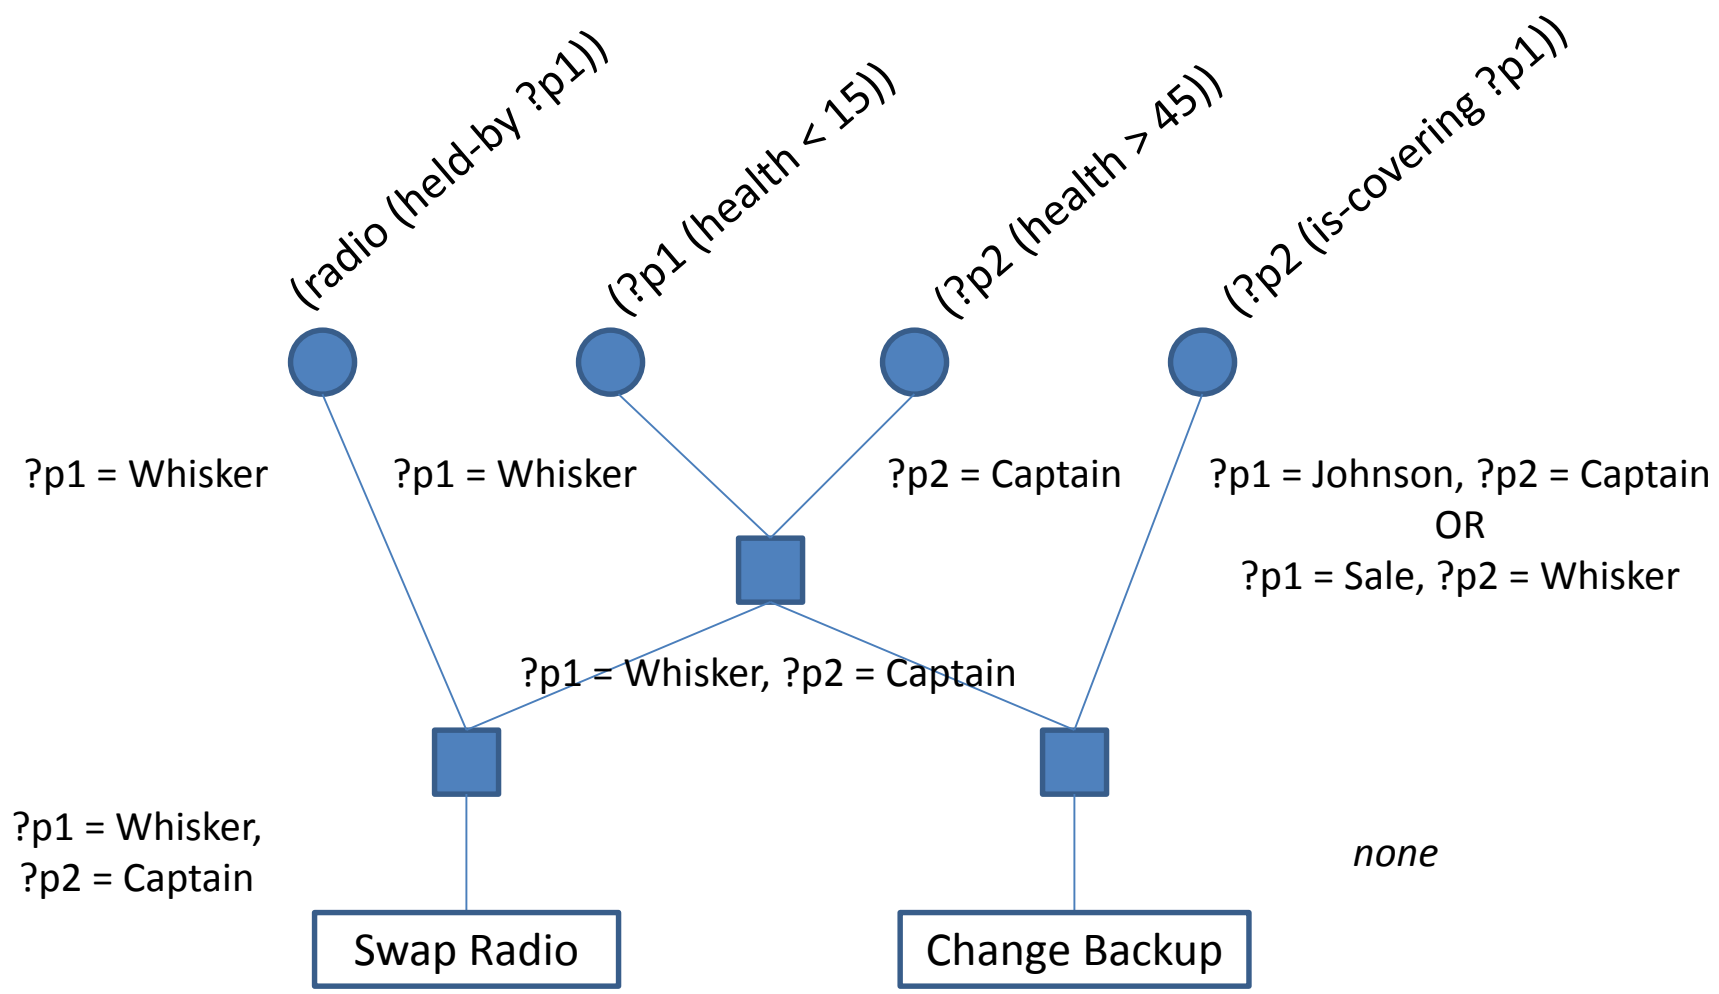 (radio (held-by ?p1))
(?p1 (health < 15))
(?p2 (health > 45))
(?p2 (is-covering ?p1))
?p1 = Whisker
?p1 = Whisker
?p2 = Captain
?p1 = Johnson, ?p2 = Captain
OR
?p1 = Sale, ?p2 = Whisker
?p1 = Whisker, ?p2 = Captain
?p1 = Whisker,
?p2 = Captain
none
Swap Radio
Change Backup